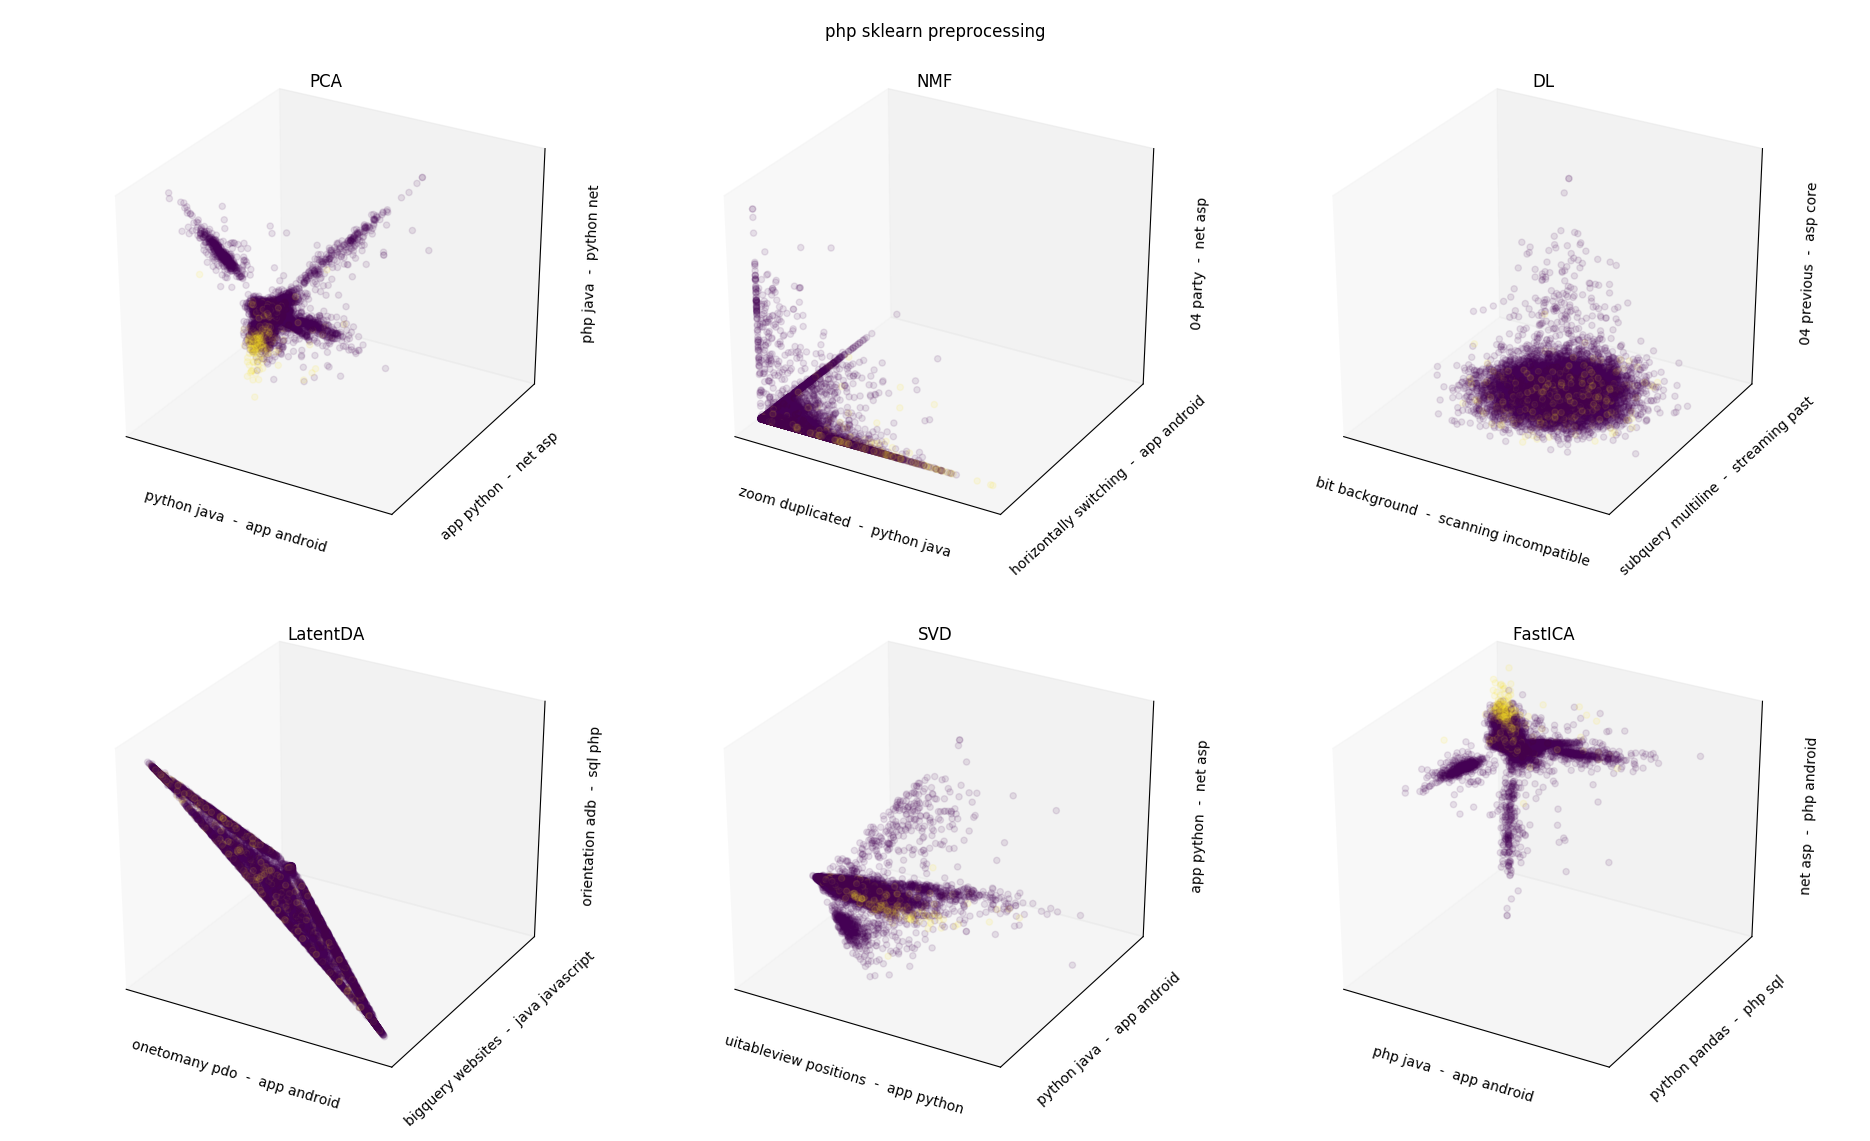 php sklearn preprocessing
PCA
NMF
DL
php java - python net
04 party - net asp
04 previous - asp core
python java - app android
app python - net asp
zoom duplicated - python java
horizontally switching - app android
bit background - scanning incompatible
subquery multiline - streaming past
LatentDA
SVD
FastICA
orientation adb - sql php
app python - net asp
net asp - php android
onetomany pdo - app android
bigquery websites - java javascript
uitableview positions - app python
python java - app android
php java - app android
python pandas - php sql